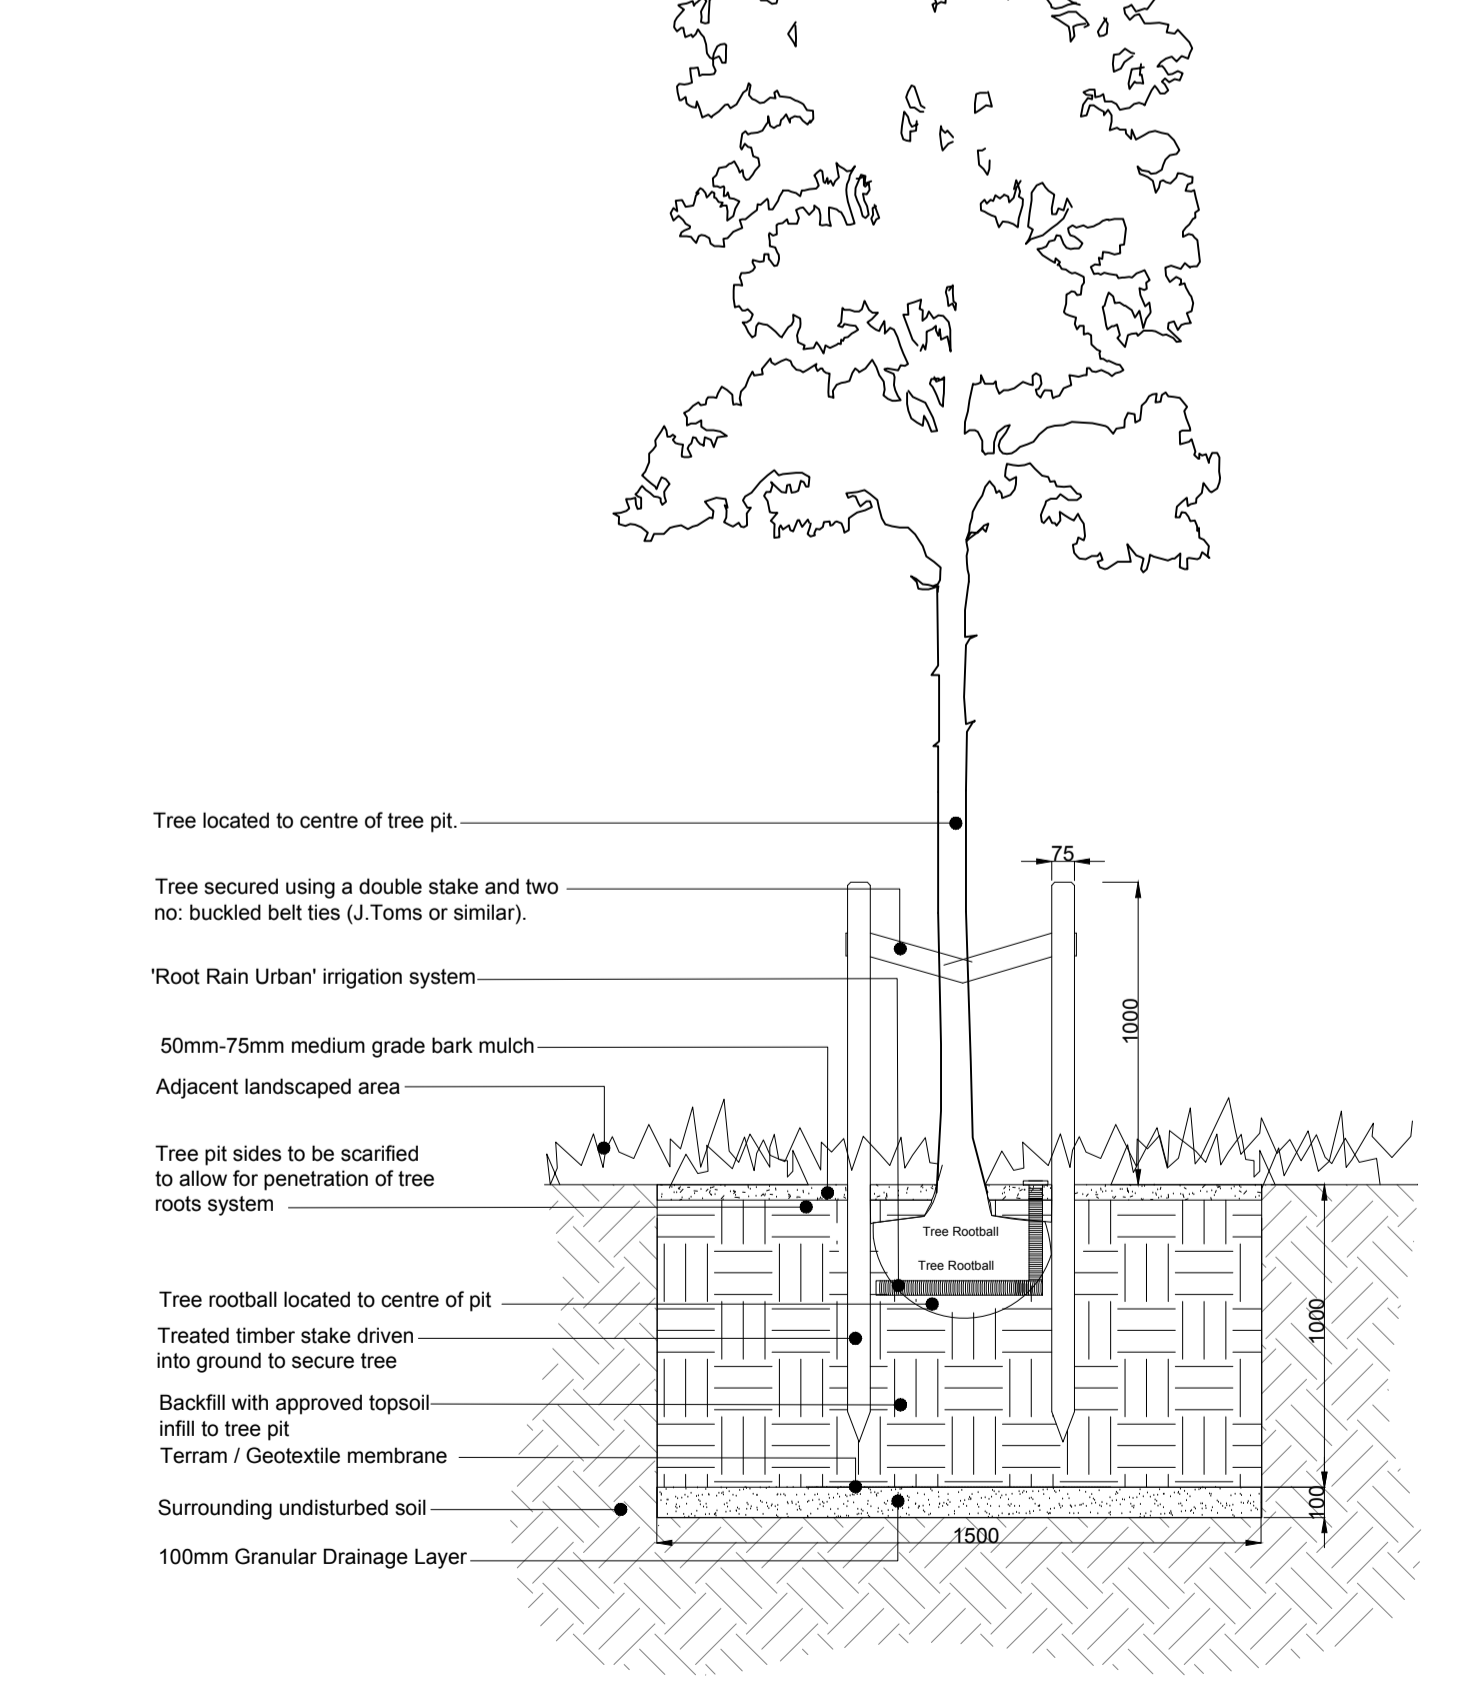 Tree located to centre of tree pit.
75
Tree secured using a double stake and two
no: buckled belt ties (J.Toms or similar).
'Root Rain Urban' irrigation system
1000
50mm-75mm medium grade bark mulch
Adjacent landscaped area
Tree pit sides to be scarified
to allow for penetration of tree
roots system
Tree Rootball
Tree Rootball
Tree rootball located to centre of pit
1000
Treated timber stake driven
into ground to secure tree
Backfill with approved topsoil
infill to tree pit
Terram / Geotextile membrane
Surrounding undisturbed soil
100
1500
100mm Granular Drainage Layer